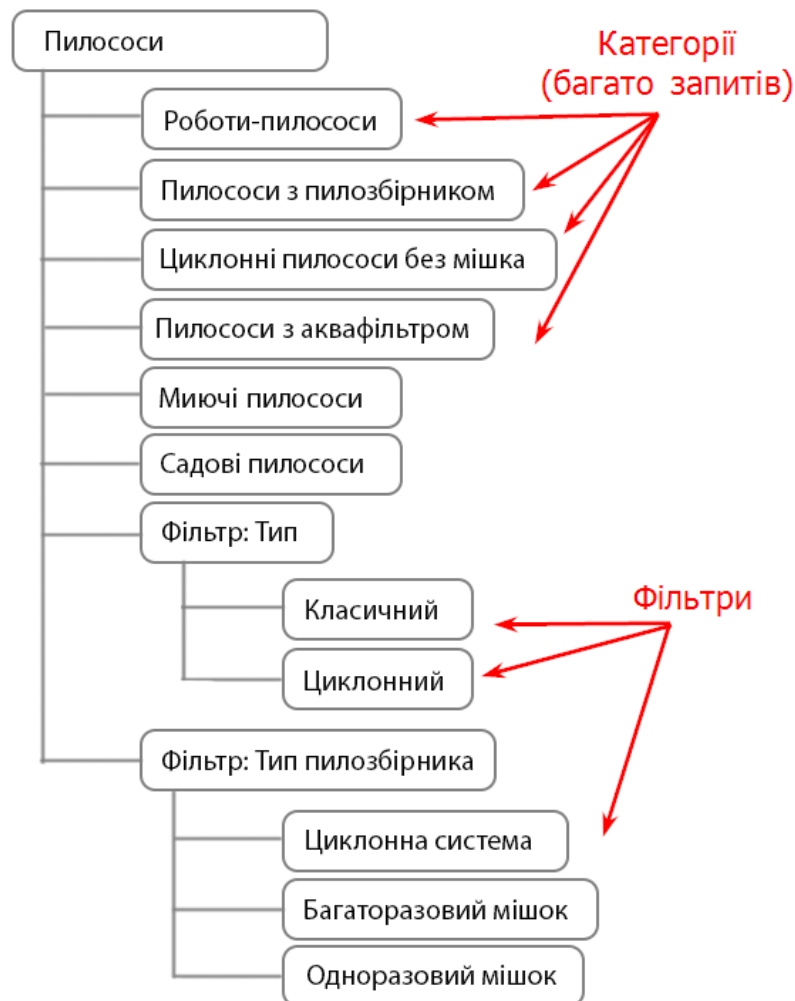 Пилососи
Категорії
(багато запитів)
Роботи-пилососи
Пилососи з пилозбірником
Циклонні пилососи без мішка
Пилососи з аквафільтром
Миючі пилососи
Садові пилососи
Фільтр: Тип
Класичний
Фільтри
Циклонний
Фільтр: Тип пилозбірника
Циклонна система
Багаторазовий мішок
Одноразовий мішок